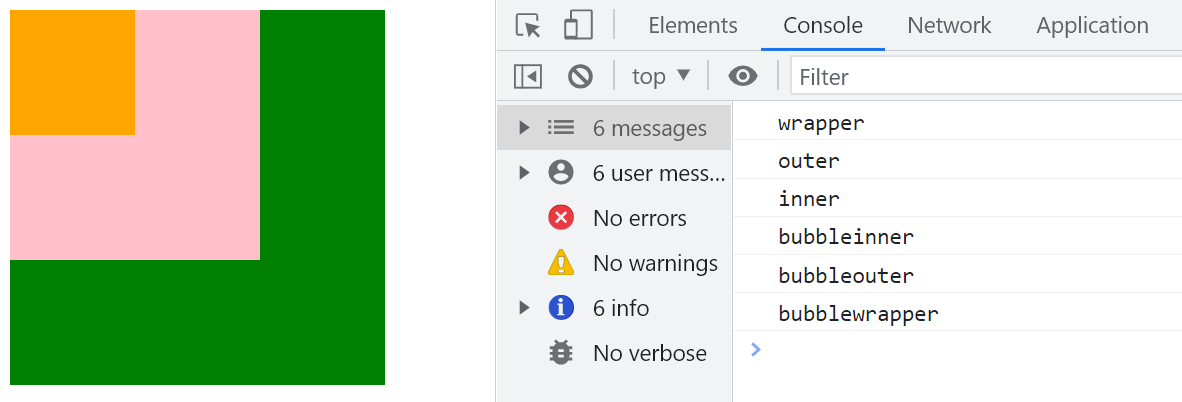 Elements Console Network Application
top Filter
6 messages
6 user mess...
No errors
No warnings
6 info
No verbose
wrapper
outer
inner
bubbleinner
bubbleouter
bubblewrapper